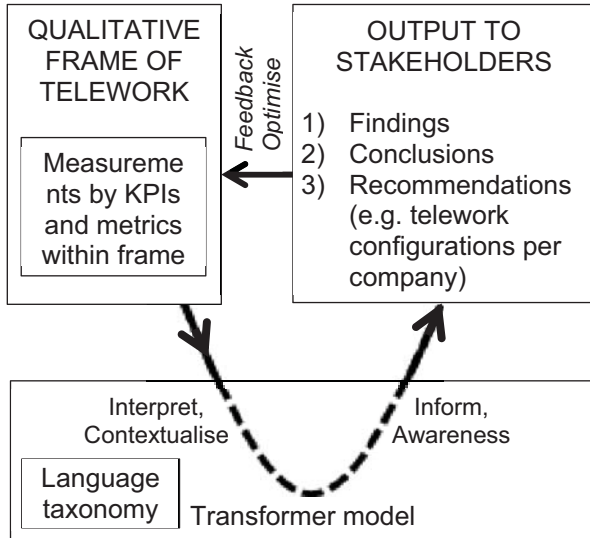 QUALITATIVE
FRAME OF
TELEWORK
Measureme
nts by KPIs
and metrics
within frame
Feedback
Optimise
OUTPUT TO
STAKEHOLDERS
1) Findings
2) Conclusions
3) Recommendations
(e.g. telework
configurations per
company)
Interpret,
Contextualise
Inform,
Awareness
Language
taxonomy
Transformer model